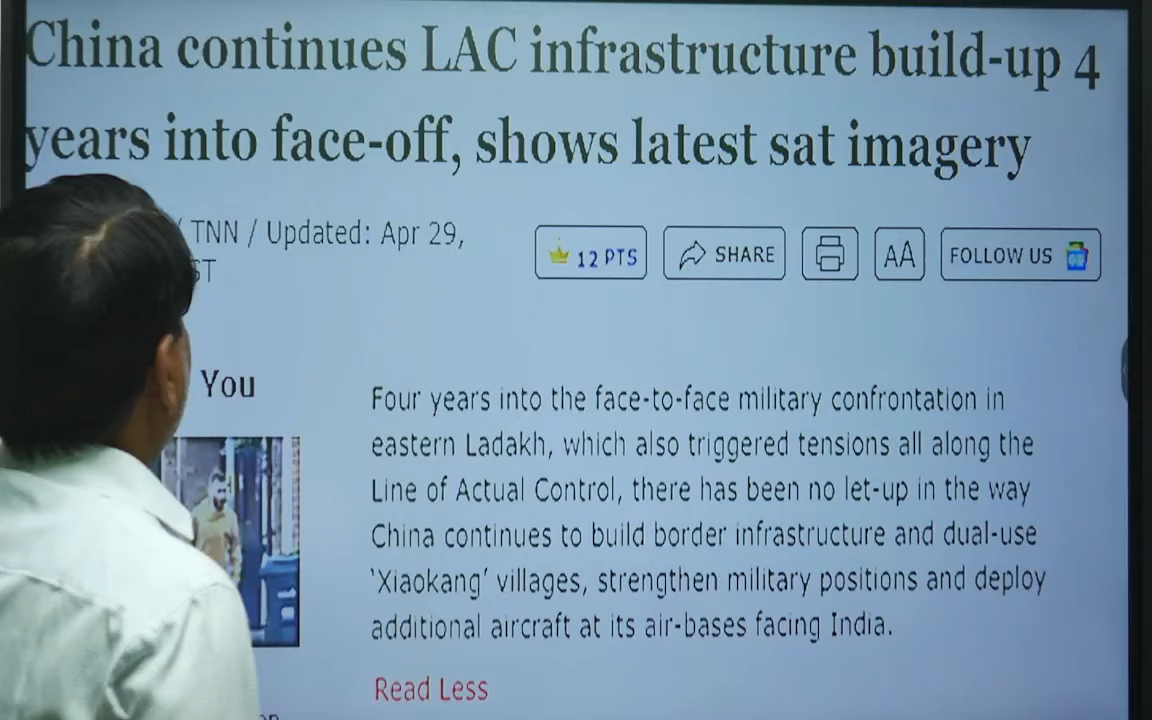 China continues LAC infrastructure build-up 4
years into face-off, shows latest sat imagery
/ TNN / Updated: Apr 29,
12 PTS
SHARE
AA
FOLLOW US
You
Four years into the face-to-face military confrontation in
eastern Ladakh, which also triggered tensions all along the
Line of Actual Control, there has been no let-up in the way
China continues to build border infrastructure and dual-use
'Xiaokang' villages, strengthen military positions and deploy
additional aircraft at its air-bases facing India.
Read Less